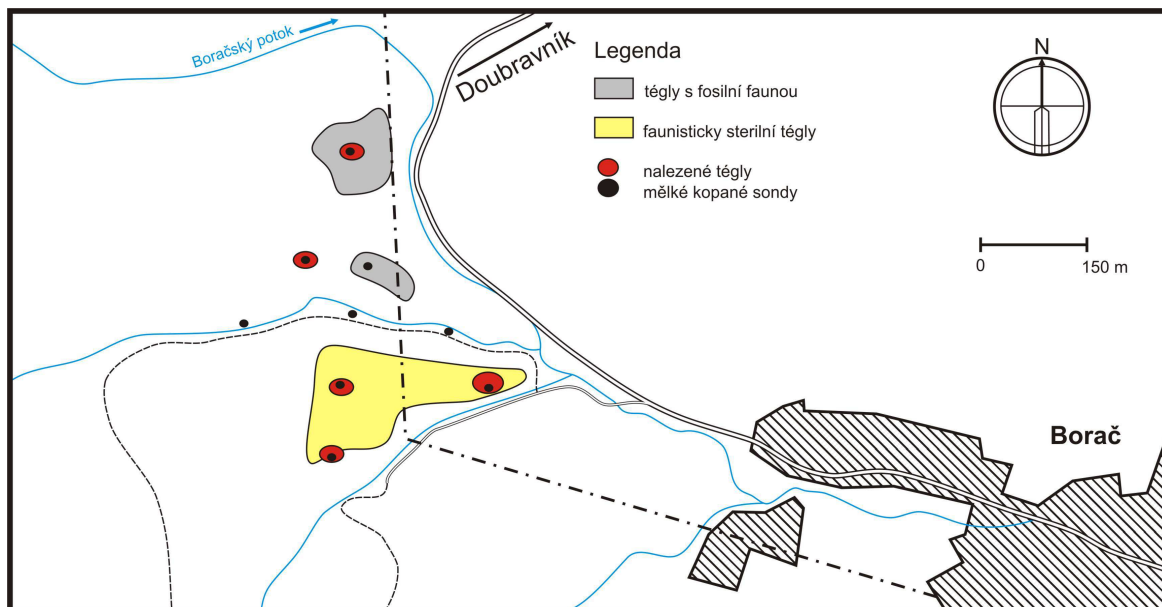 Boračský potok
Doubravník
Legenda
tégly s fosilní faunou
faunisticky sterilní tégly
nalezené tégly
mělké kopané sondy
N
0 150 m
Borač